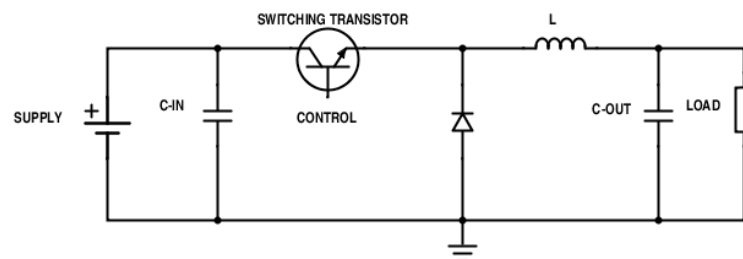 SWITCHING TRANSISTOR
L
+
SUPPLY
C-IN
CONTROL
C-OUT
LOAD